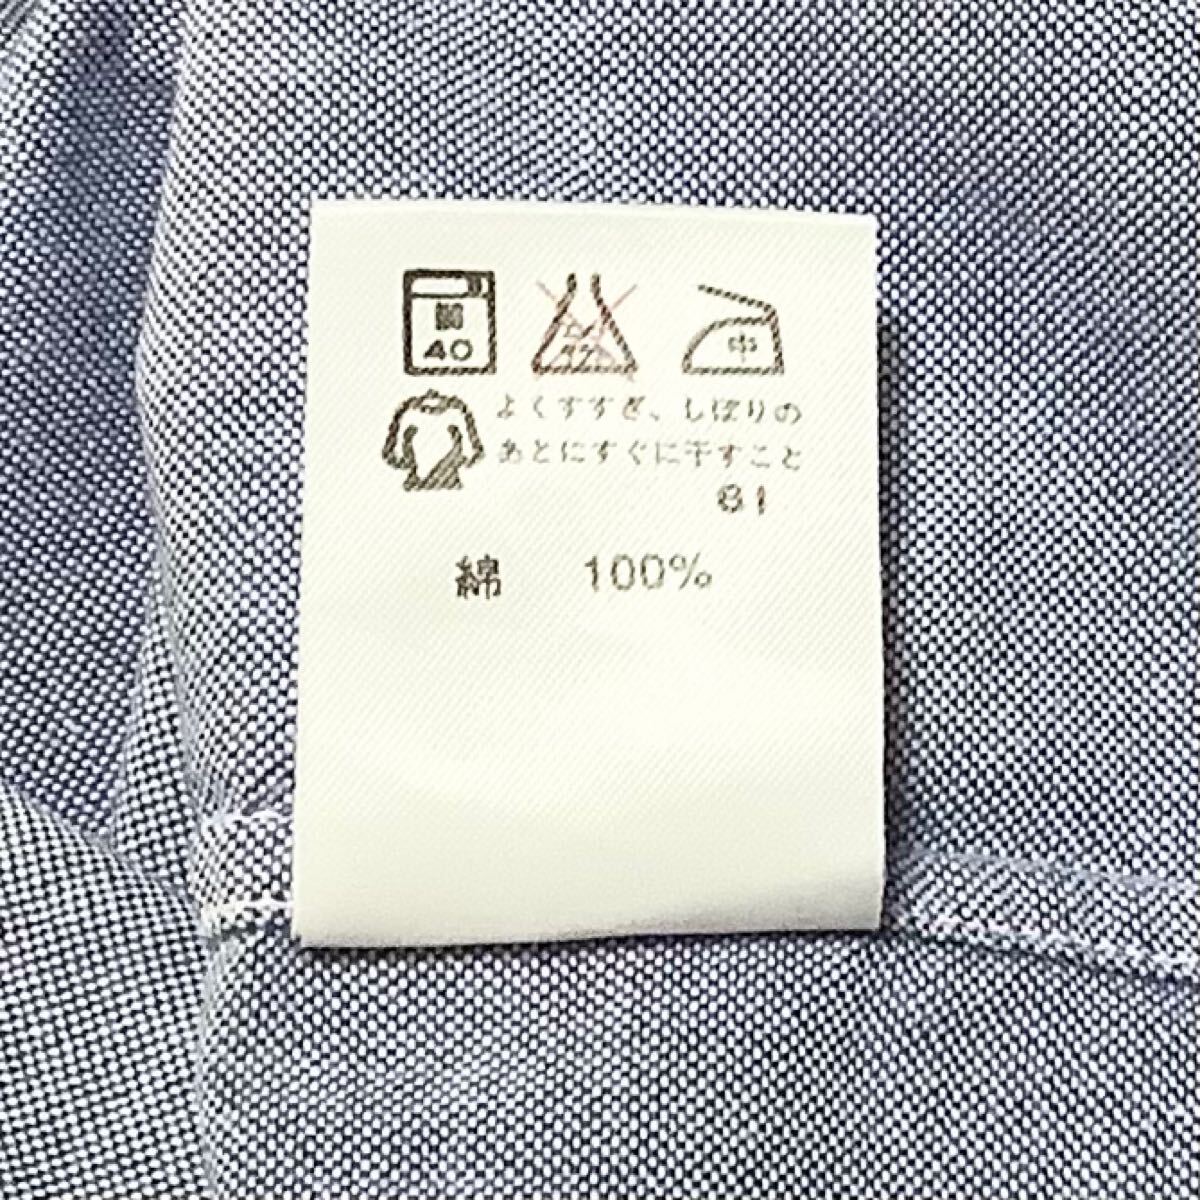 40 中
よくすすぎ、しぼりの
あとにすぐに干すこと
81
綿 100%